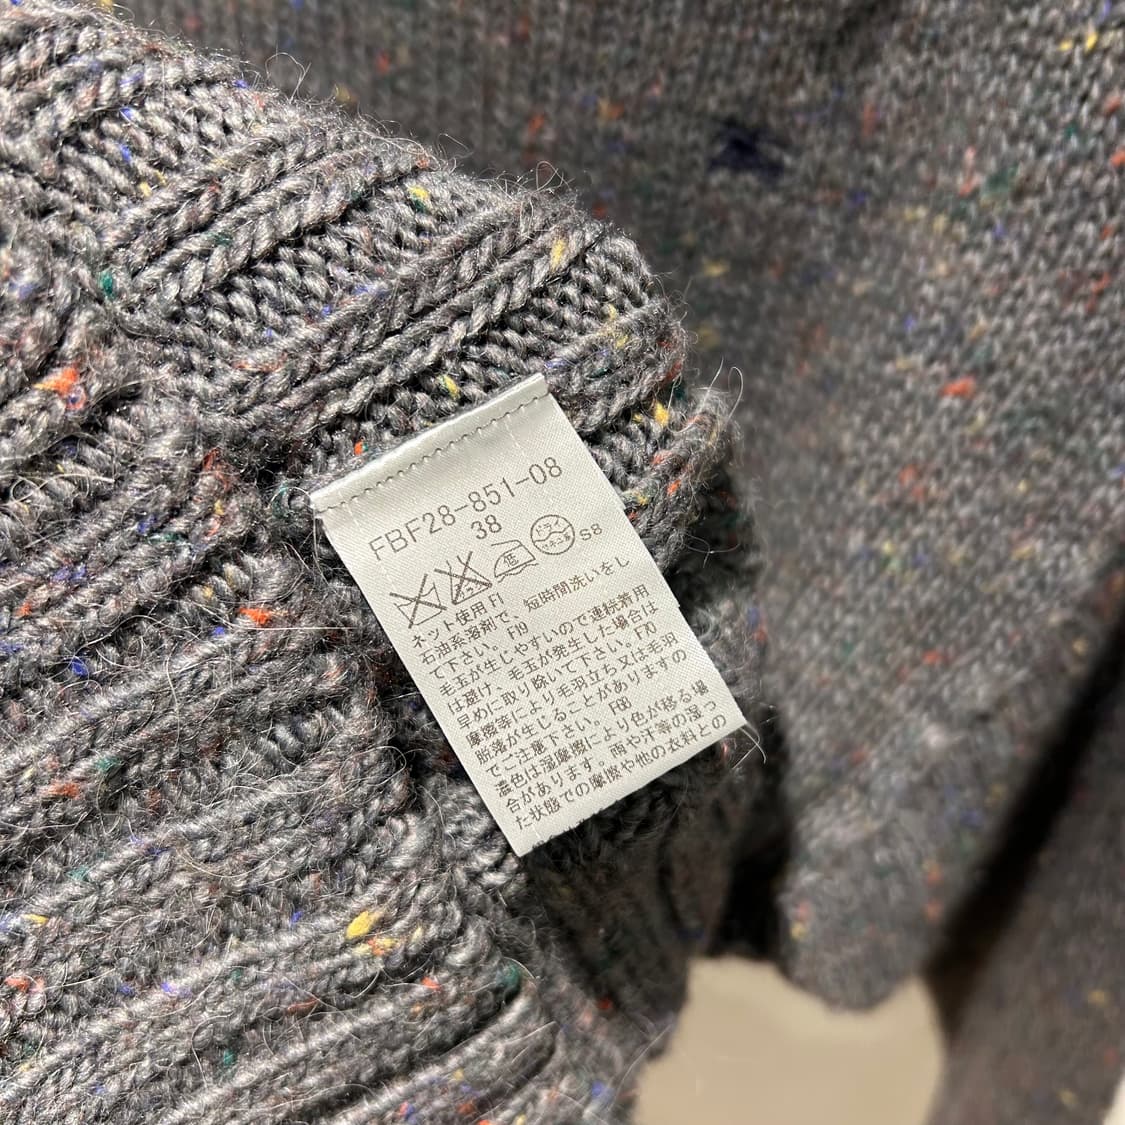 FBF28-851-08
38
低 ドライ S8
ネット使用 F1
石油系溶剤で、短時間洗いをし
て下さい。 F19
毛玉が生じやすいので連続着用
は避け、毛玉が発生した場合は
早めに取り除いて下さい。 F70
摩擦等により毛羽立ち又は毛羽
脱落が生じることがありますの
でご注意下さい。 F86
濃色は湿摩擦により色が移る場
合があります。雨や汗等の湿っ
た状態での摩擦や他の衣料との